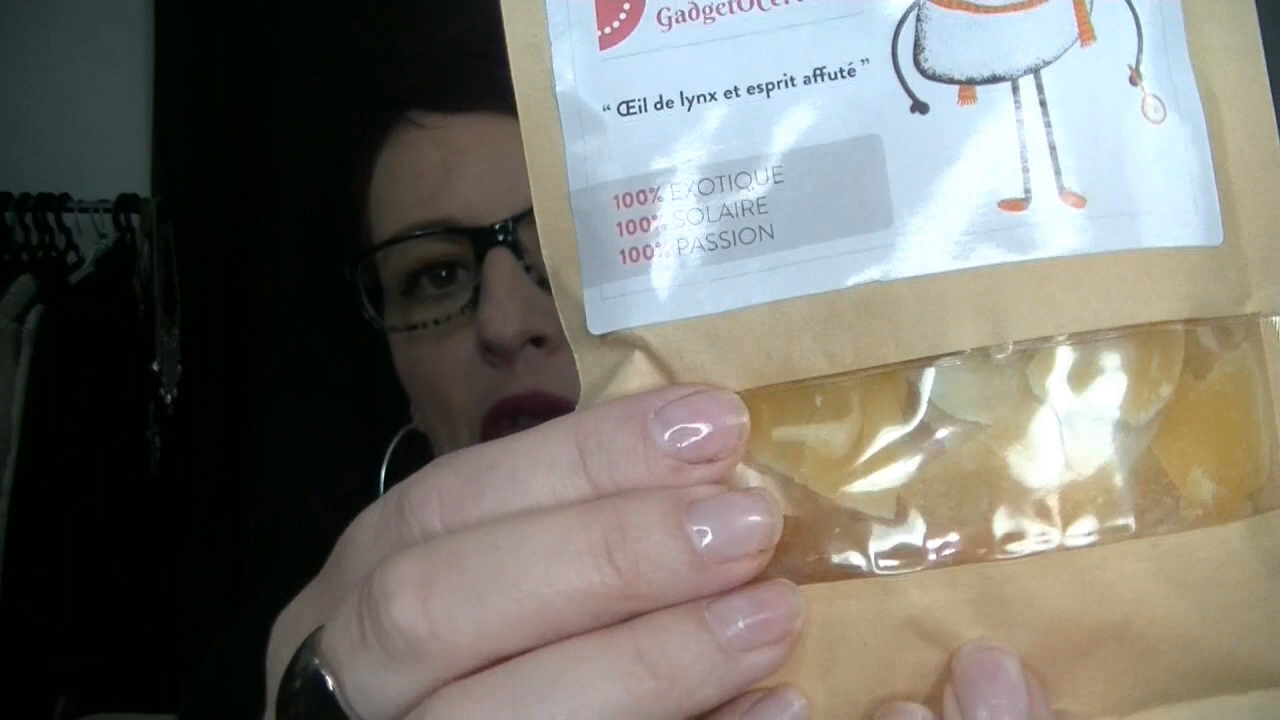 “ Œil de lynx et esprit affuté ”
100% EXOTIQUE
100% SOLAIRE
100% PASSION